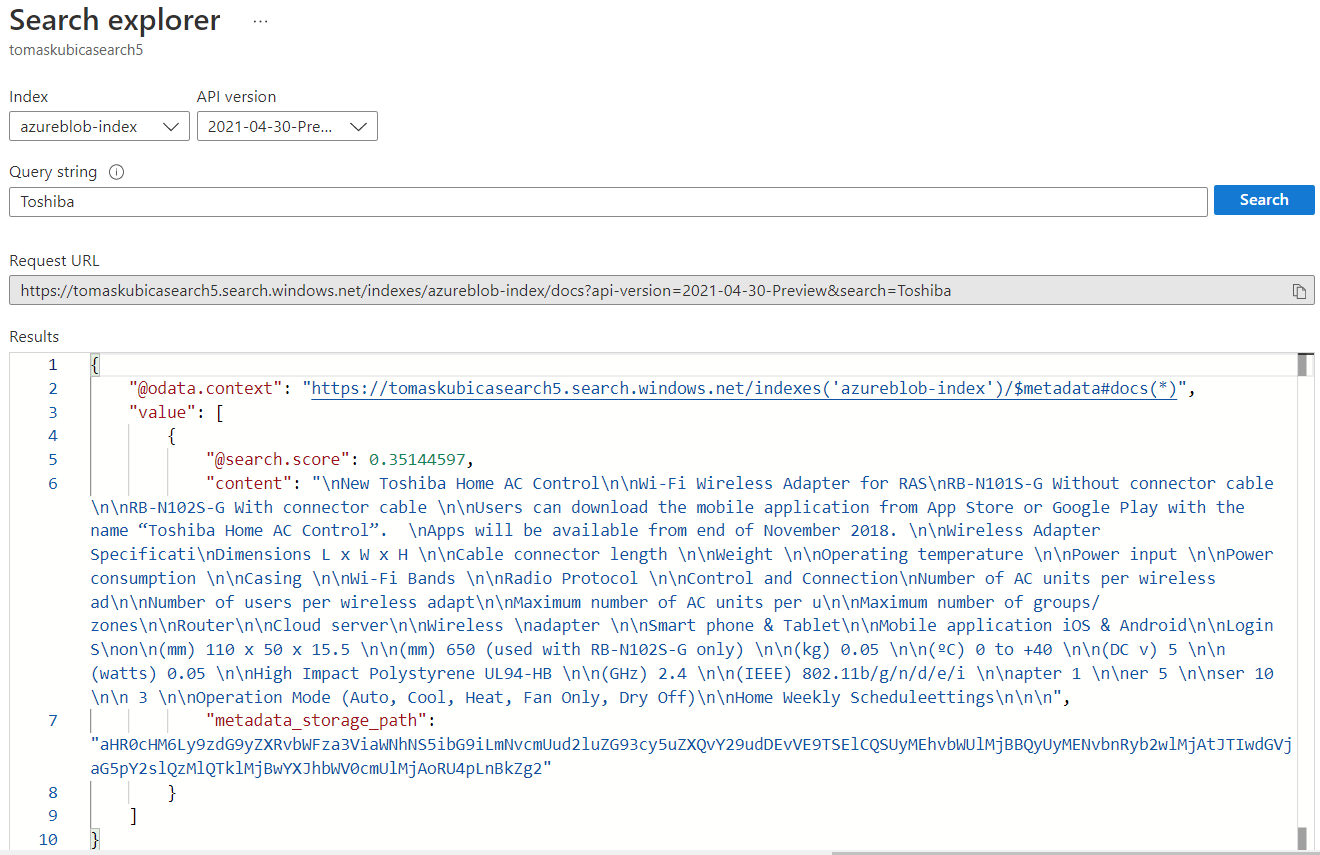 Search explorer ...
tomaskubicasearch5
Index API version
azureblob-index 2021-04-30-Pre...
Query string
Toshiba Search
Request URL
https://tomaskubicasearch5.search.windows.net/indexes/azureblob-index/docs?api-version=2021-04-30-Preview&search=Toshiba
Results
1 {
2 "@odata.context": "https://tomaskubicasearch5.search.windows.net/indexes('azureblob-index')/$metadata#docs(*)",
3 "value": [
4 {
5 "@search.score": 0.35144597,
6 "content": "\nNew Toshiba Home AC Control\n\nWi-Fi Wireless Adapter for RAS\nRB-N101S-G Without connector cable
\n\nRB-N102S-G With connector cable \n\nUsers can download the mobile application from App Store or Google Play with the
name “Toshiba Home AC Control”.  \nApps will be available from end of November 2018. \n\nWireless Adapter
Specificati\nDimensions L x W x H \n\nCable connector length \n\nWeight \n\nOperating temperature \n\nPower input \n\nPower
consumption \n\nCasing \n\nWi-Fi Bands \n\nRadio Protocol \n\nControl and Connection\nNumber of AC units per wireless
ad\n\nNumber of users per wireless adapt\n\nMaximum number of AC units per u\n\nMaximum number of groups/
zones\n\nRouter\n\nCloud server\n\nWireless \nadapter \n\nSmart phone & Tablet\n\nMobile application iOS & Android\n\nLogin
S\non\n(mm) 110 x 50 x 15.5 \n\n(mm) 650 (used with RB-N102S-G only) \n\n(kg) 0.05 \n\n(ºC) 0 to +40 \n\n(DC v) 5 \n\n
(watts) 0.05 \n\nHigh Impact Polystyrene UL94-HB \n\n(GHz) 2.4 \n\n(IEEE) 802.11b/g/n/d/e/i \n\napter 1 \n\ner 5 \n\nser 10
\n\n 3 \n\nOperation Mode (Auto, Cool, Heat, Fan Only, Dry Off)\n\nHome Weekly Scheduleettings\n\n\n",
7 "metadata_storage_path":
"aHR0cHM6Ly9zdG9yZXRvbWFza3ViaWNhNS5ibG9iLmNvcmUud2luZG93cy5uZXQvY29udDEvVE9TSElCQSUyMEhvbWUlMjBBQyUyMENvbnRyb2wlMjAtJTIwdGVj
aG5pY2slQzMlQTklMjBwYXJhbWV0cmUlMjAoRU4pLnBkZg2"
8 }
9 ]
10 }